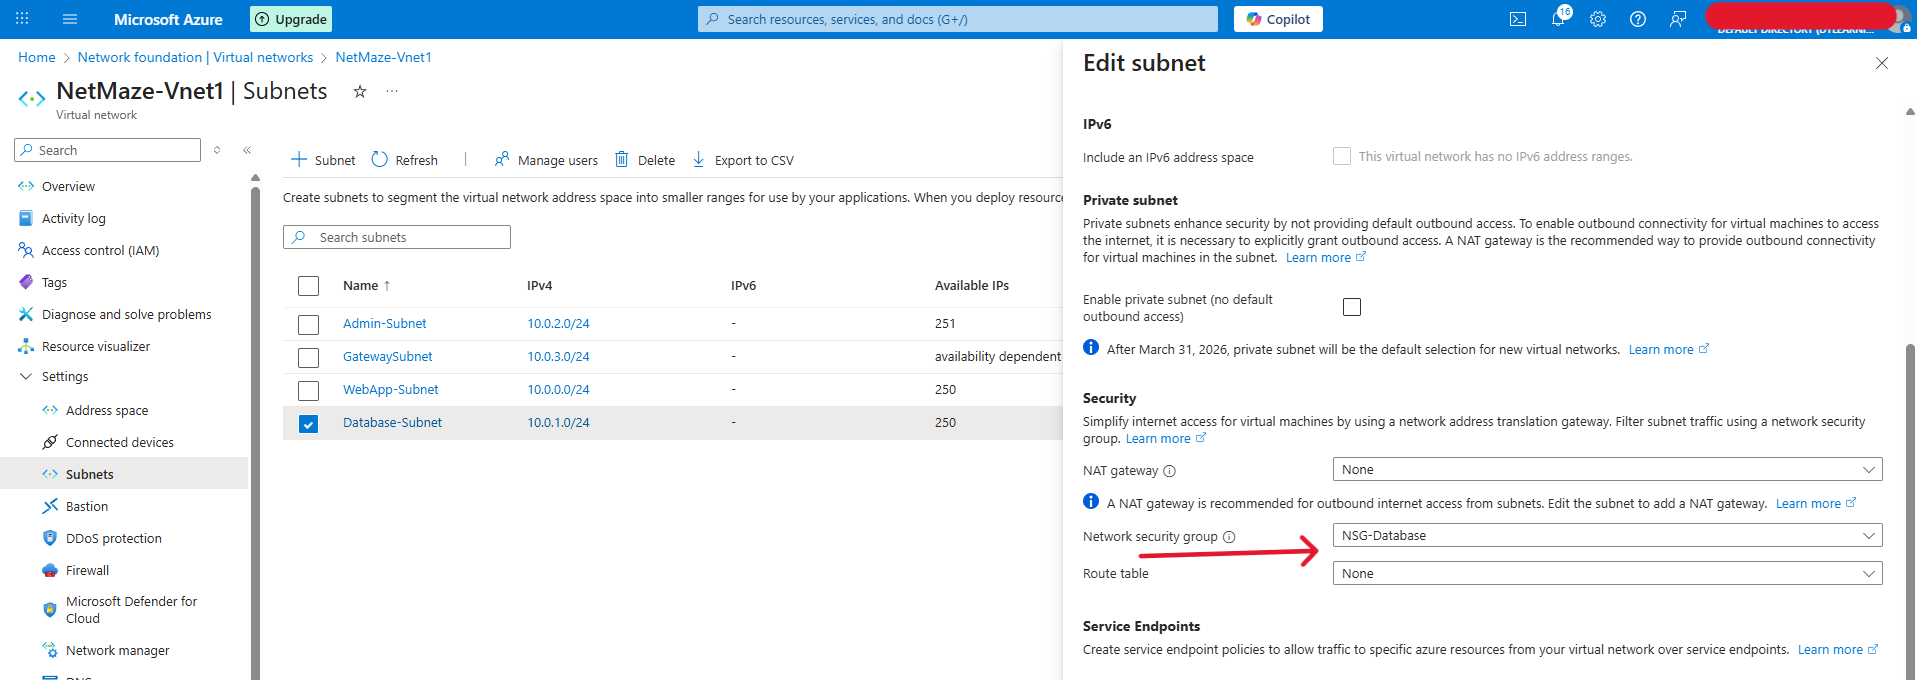 Microsoft Azure
Upgrade
Search resources, services, and docs (G+/)
Copilot
16
Home > Network foundation | Virtual networks > NetMaze-Vnet1
NetMaze-Vnet1 | Subnets
Virtual network
Search
Overview
Activity log
Access control (IAM)
Tags
Diagnose and solve problems
Resource visualizer
Settings
Address space
Connected devices
Subnets
Bastion
DDoS protection
Firewall
Microsoft Defender for
Cloud
Network manager
DNS
Subnet Refresh Manage users Delete Export to CSV
Create subnets to segment the virtual network address space into smaller ranges for use by your applications. When you deploy
Search subnets
Name ↑ IPv4 IPv6 Available IPs
Admin-Subnet 10.0.2.0/24 - 251
GatewaySubnet 10.0.3.0/24 - availability dependent
WebApp-Subnet 10.0.0.0/24 - 250
Database-Subnet 10.0.1.0/24 - 250
Edit subnet
IPv6
Include an IPv6 address space
This virtual network has no IPv6 address ranges.
Private subnet
Private subnets enhance security by not providing default outbound access. To enable outbound connectivity for virtual machines to access
the internet, it is necessary to explicitly grant outbound access. A NAT gateway is the recommended way to provide outbound connectivity
for virtual machines in the subnet. Learn more
Enable private subnet (no default
outbound access)
After March 31, 2026, private subnet will be the default selection for new virtual networks. Learn more
Security
Simplify internet access for virtual machines by using a network address translation gateway. Filter subnet traffic using a network security
group. Learn more
NAT gateway None
A NAT gateway is recommended for outbound internet access from subnets. Edit the subnet to add a NAT gateway. Learn more
Network security group NSG-Database
Route table None
Service Endpoints
Create service endpoint policies to allow traffic to specific azure resources from your virtual network over service endpoints. Learn more